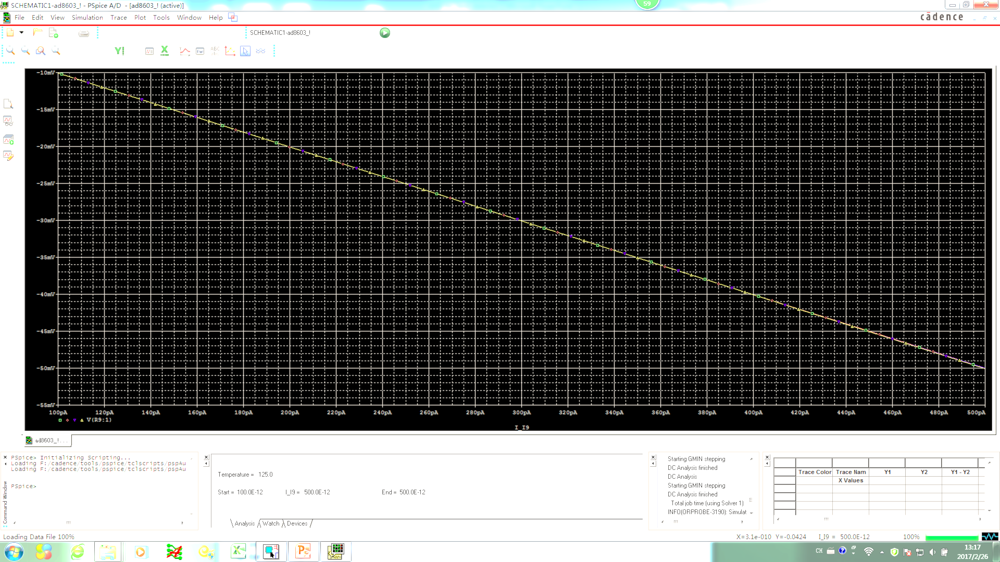 SCHEMATIC1-ad8603_! - PSpice A/D - [ad8603_! (active)]
59
File Edit View Simulation Trace Plot Tools Window Help
cādence
SCHEMATIC1-ad8603_!
-10mV
-15mV
-20mV
-25mV
-30mV
-35mV
-40mV
-45mV
-50mV
-55mV
100pA 120pA 140pA 160pA 180pA 200pA 220pA 240pA 260pA 280pA 300pA 320pA 340pA 360pA 380pA 400pA 420pA 440pA 460pA 480pA 500pA
V(R9:1)
I_I9
ad8603_!...
PSpice> Initializing Scripting...
Loading F:/cadence/tools/pspice/tclscripts/pspAu
Loading F:/cadence/tools/pspice/tclscripts/pspAu
PSpice>
Command Window
Temperature = 125.0
Start = 100.0E-12 I_I9 = 500.0E-12 End = 500.0E-12
Analysis Watch Devices
Starting GMIN stepping
DC Analysis finished
DC Analysis
Starting GMIN stepping
DC Analysis finished
Total job time (using Solver 1)
INFO(ORPROBE-3190): Simulat
Trace Color Trace Nam Y1 Y2 Y1 - Y2
X Values
Loading Data File 100%
X=3.1e-010 Y=-0.0424 I_I9 = 500.0E-12 100%
CH
13:17
2017/2/26